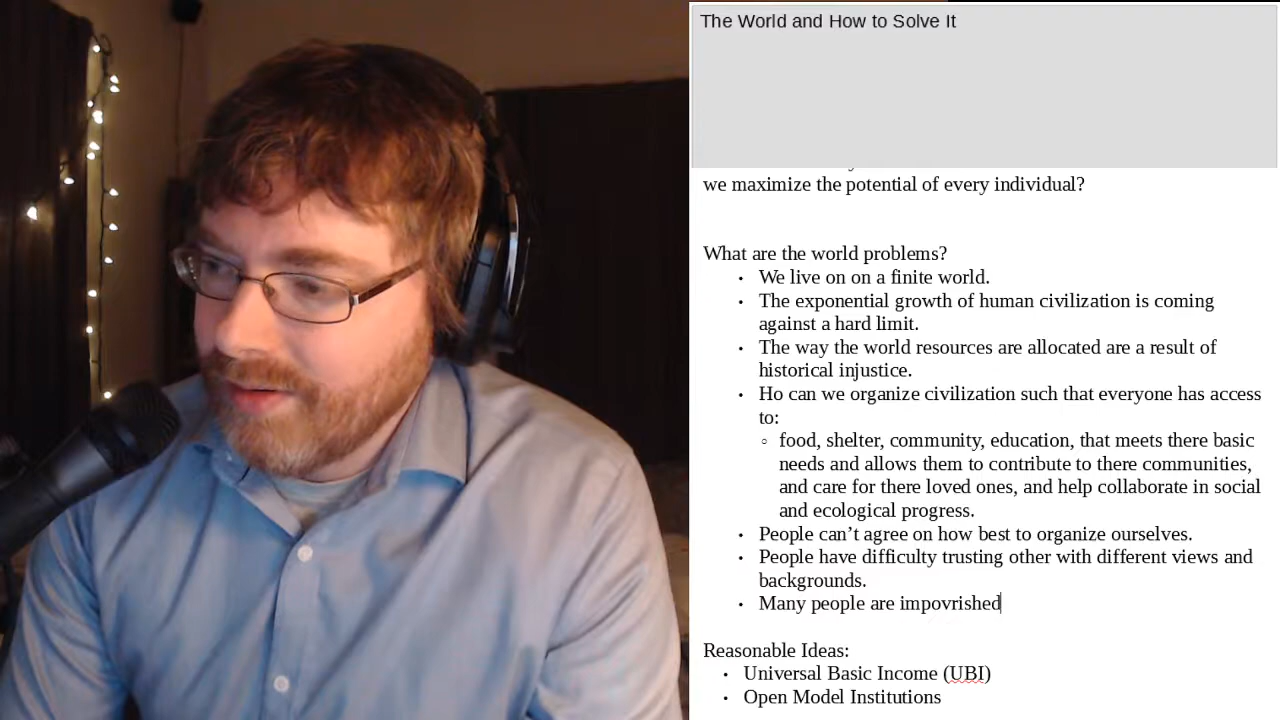 The World and How to Solve It
we maximize the potential of every individual?
What are the world problems?
• We live on on a finite world.
• The exponential growth of human civilization is coming
against a hard limit.
• The way the world resources are allocated are a result of
historical injustice.
• Ho can we organize civilization such that everyone has access
to:
◦ food, shelter, community, education, that meets there basic
needs and allows them to contribute to there communities,
and care for there loved ones, and help collaborate in social
and ecological progress.
• People can’t agree on how best to organize ourselves.
• People have difficulty trusting other with different views and
backgrounds.
• Many people are impovrished
Reasonable Ideas:
• Universal Basic Income (UBI)
• Open Model Institutions